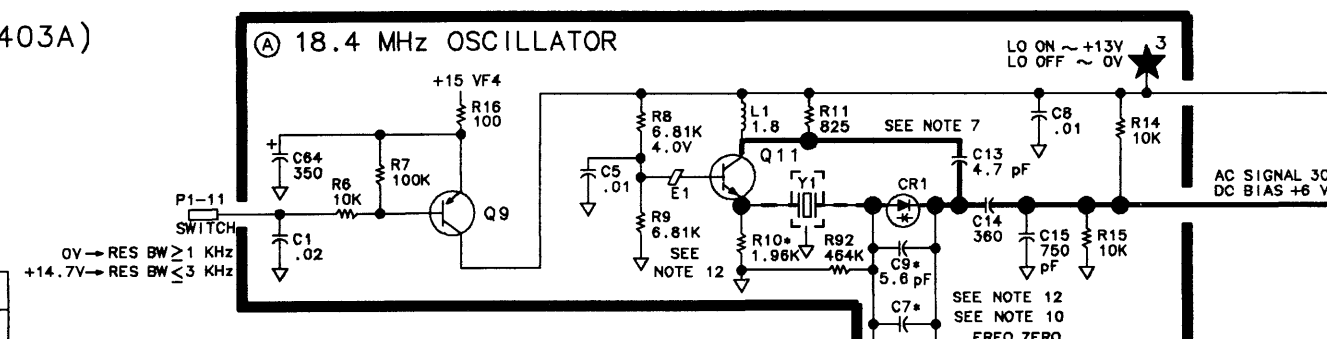 403A)
A 18.4 MHz OSCILLATOR
LO ON ~ +13V
LO OFF ~ 0V
3
+15 VF4
R16
100
C64
350
+
R7
100K
R6
10K
P1-11
SWITCH
C1
.02
Q9
0V→RES BW≥1 KHz
+14.7V→RES BW≤3 KHz
R8
6.81K
4.0V
C5
.01
E1
R9
6.81K
SEE
NOTE 12
L1
1.8
R11
825
Q11
SEE NOTE 7
C13
4.7 pF
Y1
CR1
R10*
1.96K
R92
464K
C9*
5.6 pF
C7*
C14
360
C15
750
pF
R15
10K
C8
.01
R14
10K
AC SIGNAL 30
DC BIAS +6 V
SEE NOTE 12
SEE NOTE 10
FREQ ZERO